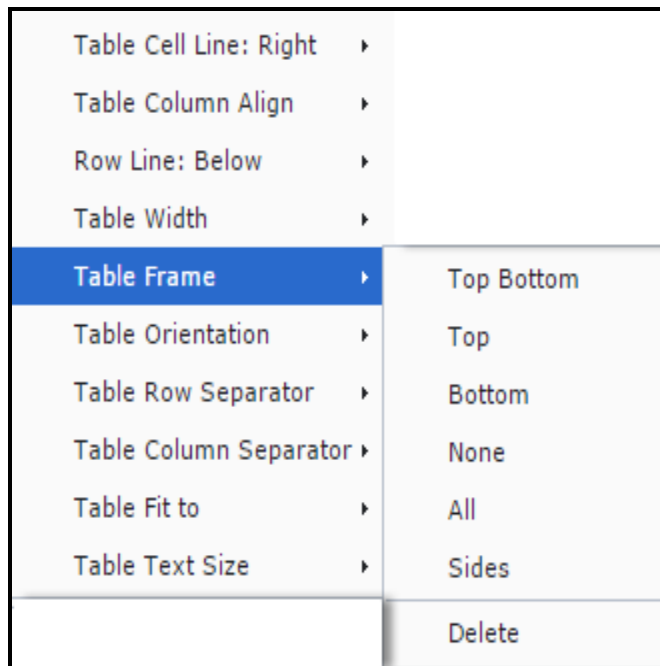 Table Cell Line: Right
Table Column Align
Row Line: Below
Table Width
Table Frame
Table Orientation
Table Row Separator
Table Column Separator
Table Fit to
Table Text Size
Top Bottom
Top
Bottom
None
All
Sides
Delete